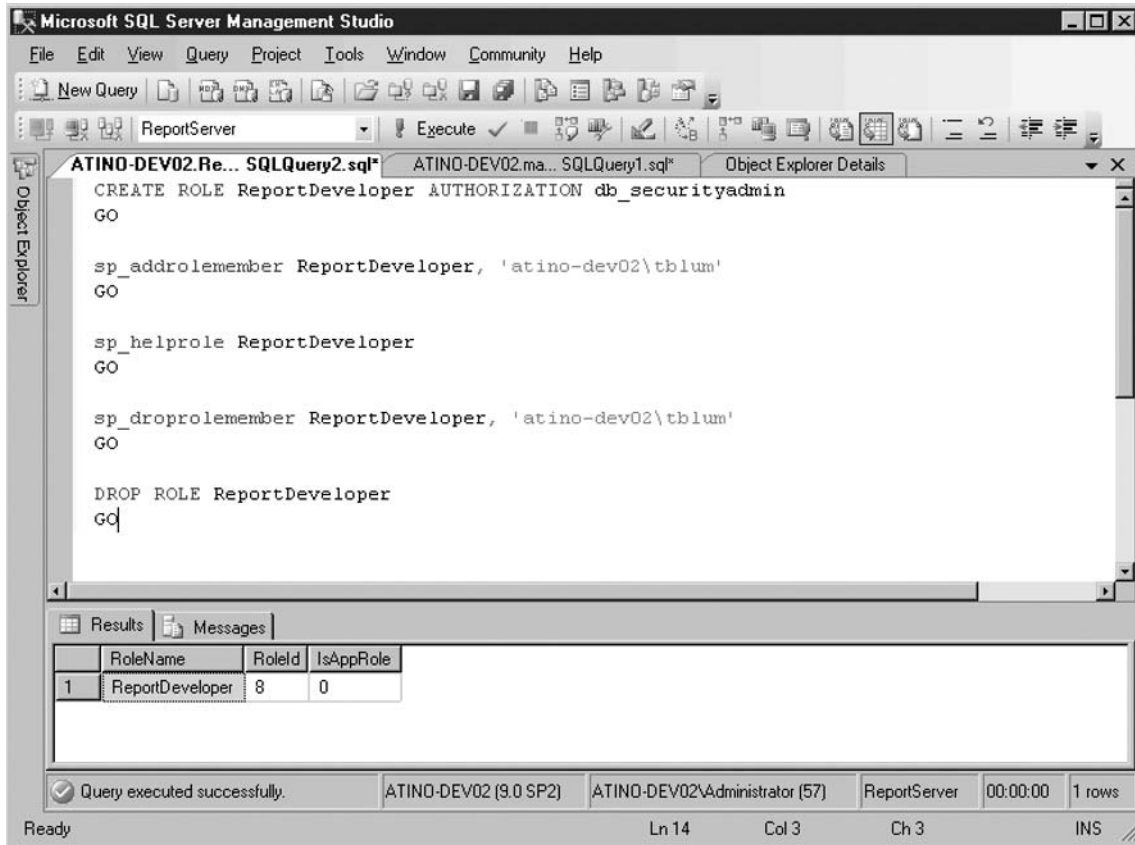 Microsoft SQL Server Management Studio
File Edit View Query Project Tools Window Community Help
New Query
ReportServer Execute
ATINO-DEV02.Re... SQLQuery2.sql* ATINO-DEV02.ma... SQLQuery1.sql* Object Explorer Details
Object Explorer
CREATE ROLE ReportDeveloper AUTHORIZATION db_securityadmin
GO
sp_addrolemember ReportDeveloper, 'atino-dev02\tblum'
GO
sp_helprole ReportDeveloper
GO
sp_droprolemember ReportDeveloper, 'atino-dev02\tblum'
GO
DROP ROLE ReportDeveloper
GO
Results Messages
RoleName RoleId IsAppRole
1 ReportDeveloper 8 0
Query executed successfully. ATINO-DEV02 (9.0 SP2) ATINO-DEV02\Administrator (57) ReportServer 00:00:00 1 rows
Ready Ln 14 Col 3 Ch 3 INS